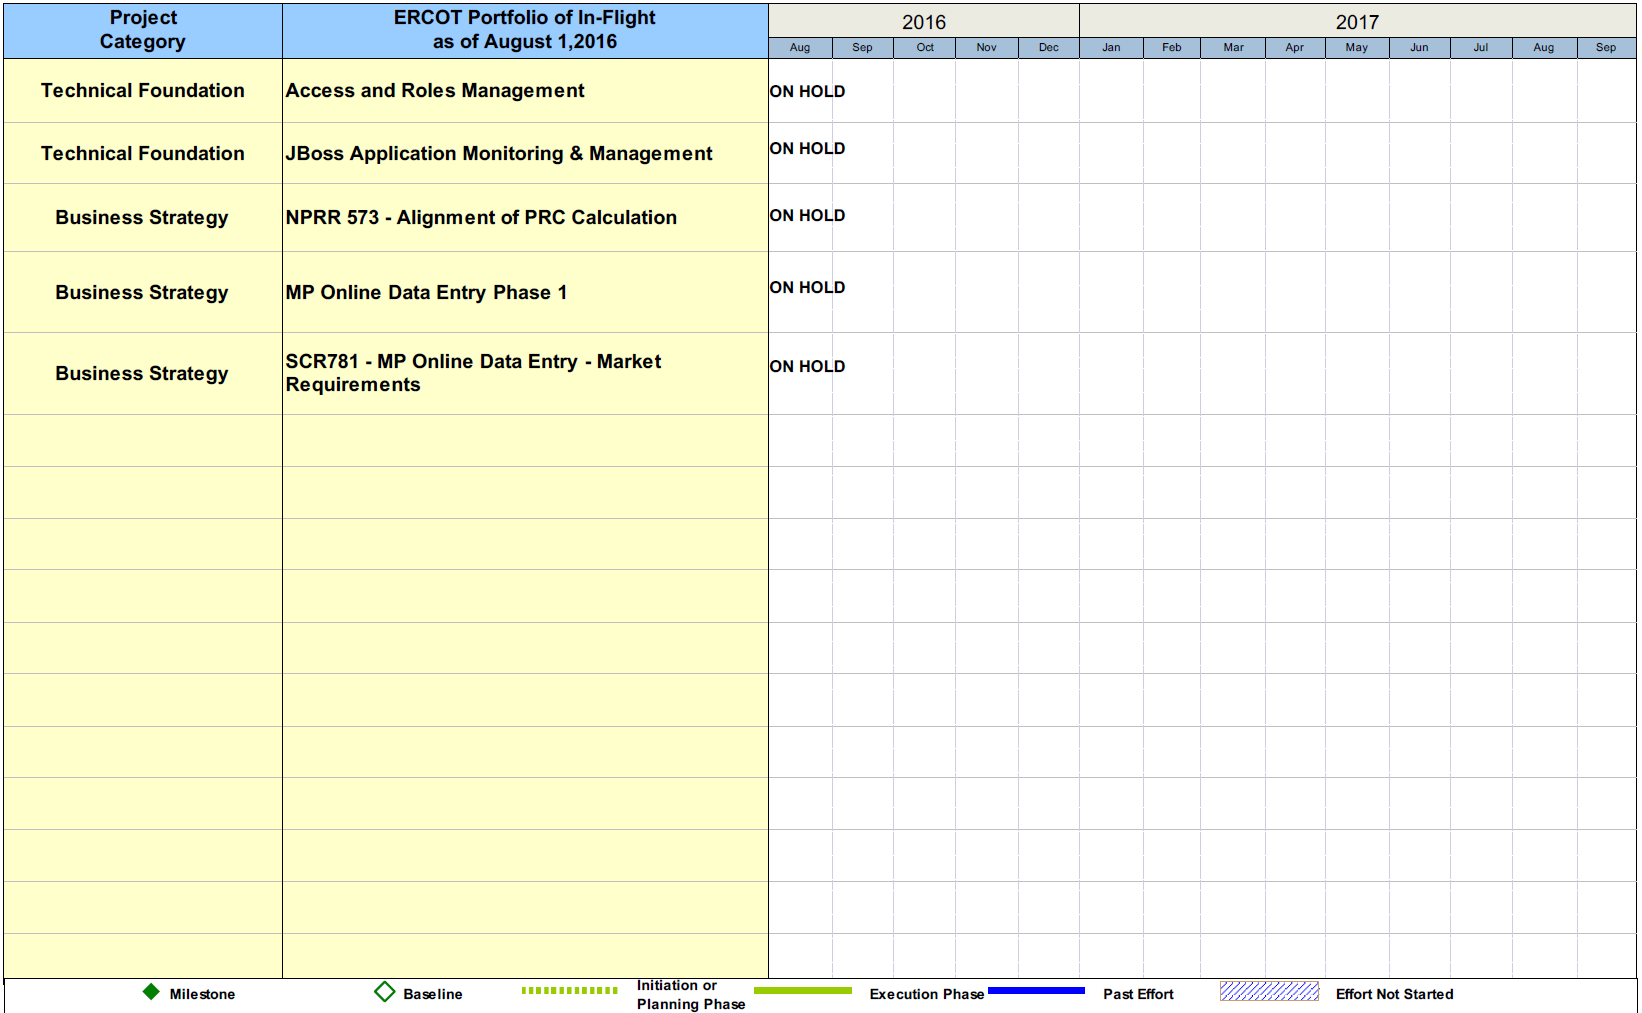 Project
Category
ERCOT Portfolio of In-Flight
as of August 1,2016
2016
2017
Aug Sep Oct Nov Dec Jan Feb Mar Apr May Jun Jul Aug Sep
Technical Foundation
Access and Roles Management
ON HOLD
Technical Foundation
JBoss Application Monitoring & Management
ON HOLD
Business Strategy
NPRR 573 - Alignment of PRC Calculation
ON HOLD
Business Strategy
MP Online Data Entry Phase 1
ON HOLD
Business Strategy
SCR781 - MP Online Data Entry - Market
Requirements
ON HOLD
Milestone
Baseline
Initiation or
Planning Phase
Execution Phase
Past Effort
Effort Not Started